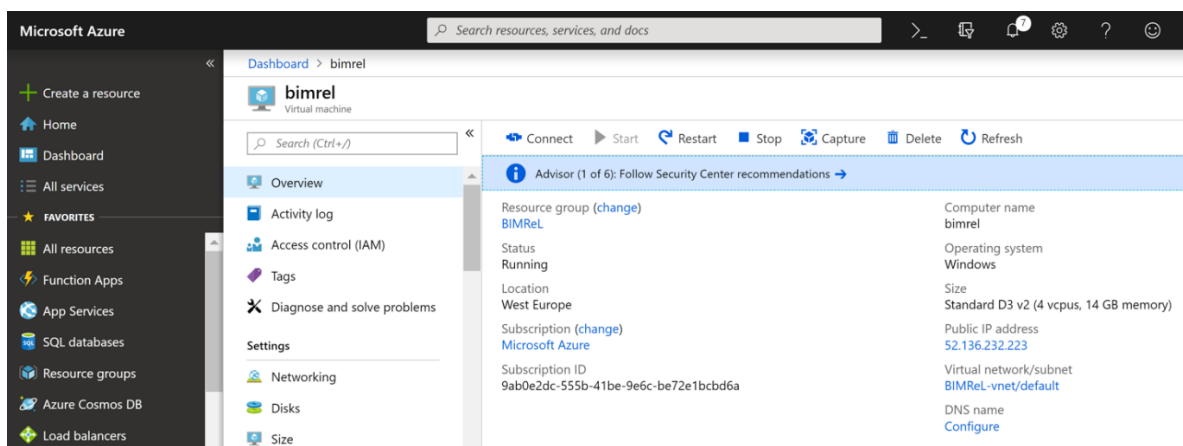 Microsoft Azure
Search resources, services, and docs
7
Create a resource
Home
Dashboard
All services
FAVORITES
All resources
Function Apps
App Services
SQL databases
Resource groups
Azure Cosmos DB
Load balancers
Dashboard > bimrel
bimrel
Virtual machine
Search (Ctrl+/)
Overview
Activity log
Access control (IAM)
Tags
Diagnose and solve problems
Settings
Networking
Disks
Size
Connect Start Restart Stop Capture Delete Refresh
Advisor (1 of 6): Follow Security Center recommendations →
Resource group (change)
BIMReL
Status
Running
Location
West Europe
Subscription (change)
Microsoft Azure
Subscription ID
9ab0e2dc-555b-41be-9e6c-be72e1bcbd6a
Computer name
bimrel
Operating system
Windows
Size
Standard D3 v2 (4 vcpus, 14 GB memory)
Public IP address
52.136.232.223
Virtual network/subnet
BIMReL-vnet/default
DNS name
Configure